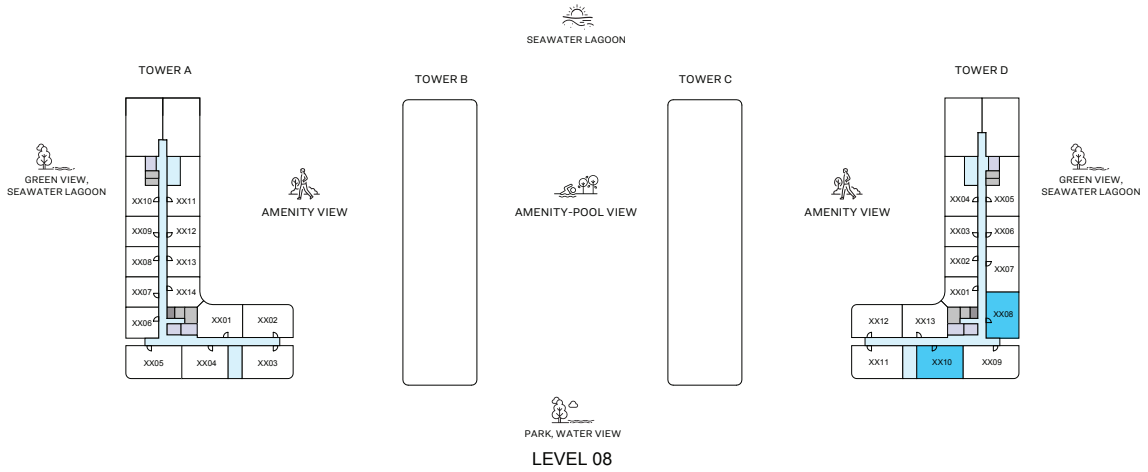 SEAWATER LAGOON
TOWER A
TOWER B
TOWER C
TOWER D
GREEN VIEW,
SEAWATER LAGOON
AMENITY VIEW
AMENITY-POOL VIEW
AMENITY VIEW
GREEN VIEW,
SEAWATER LAGOON
XX10 XX11
XX09 XX12
XX08 XX13
XX07 XX14
XX06 XX01 XX02
XX05 XX04 XX03
XX04 XX05
XX03 XX06
XX02 XX07
XX01 XX08
XX12 XX13
XX11 XX10 XX09
PARK, WATER VIEW
LEVEL 08